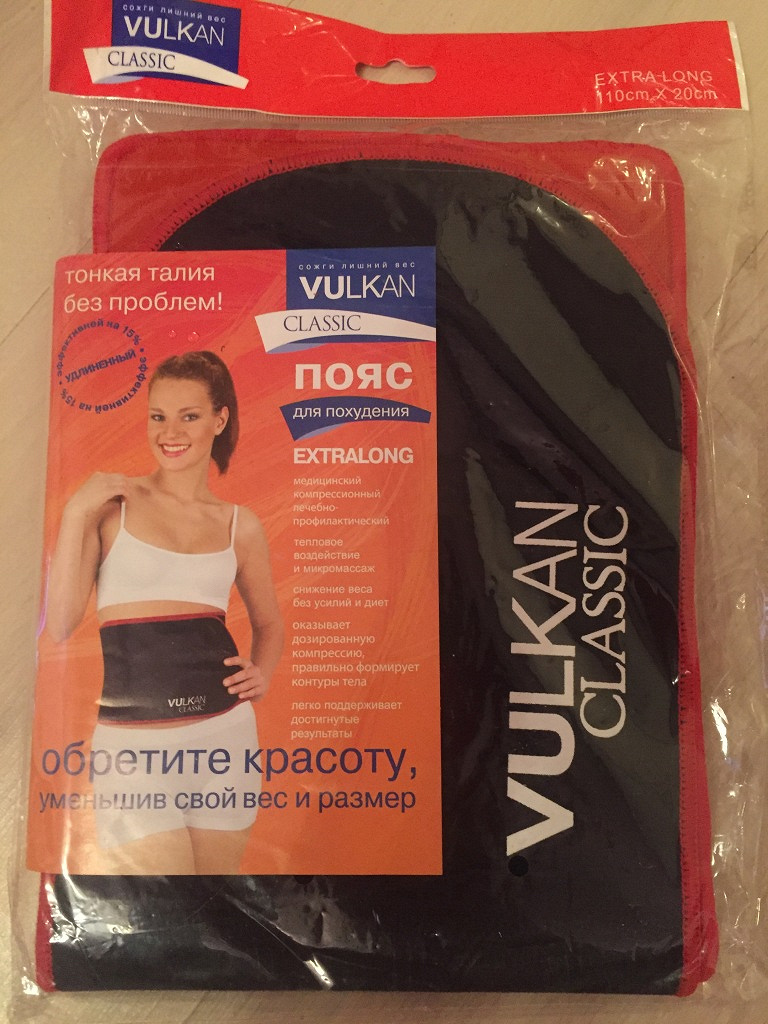 сожги лишний вес
VULKAN
CLASSIC
EXTRA LONG
110cm X 20cm
тонкая талия
без проблем!
сожги лишний вес
VULKAN
CLASSIC
эффективней на 15% • эффективней на 15% •
УДЛИНЕННЫЙ
пояс
для похудения
EXTRALONG
медицинский
компрессионный
лечебно-
профилактический
тепловое
воздействие
и микромассаж
снижение веса
без усилий и диет
оказывает
дозированную
компрессию,
правильно формирует
контуры тела
легко поддерживает
достигнутые
результаты
VULKAN
CLASSIC
обретите красоту,
уменьшив свой вес и размер
VULKAN
CLASSIC